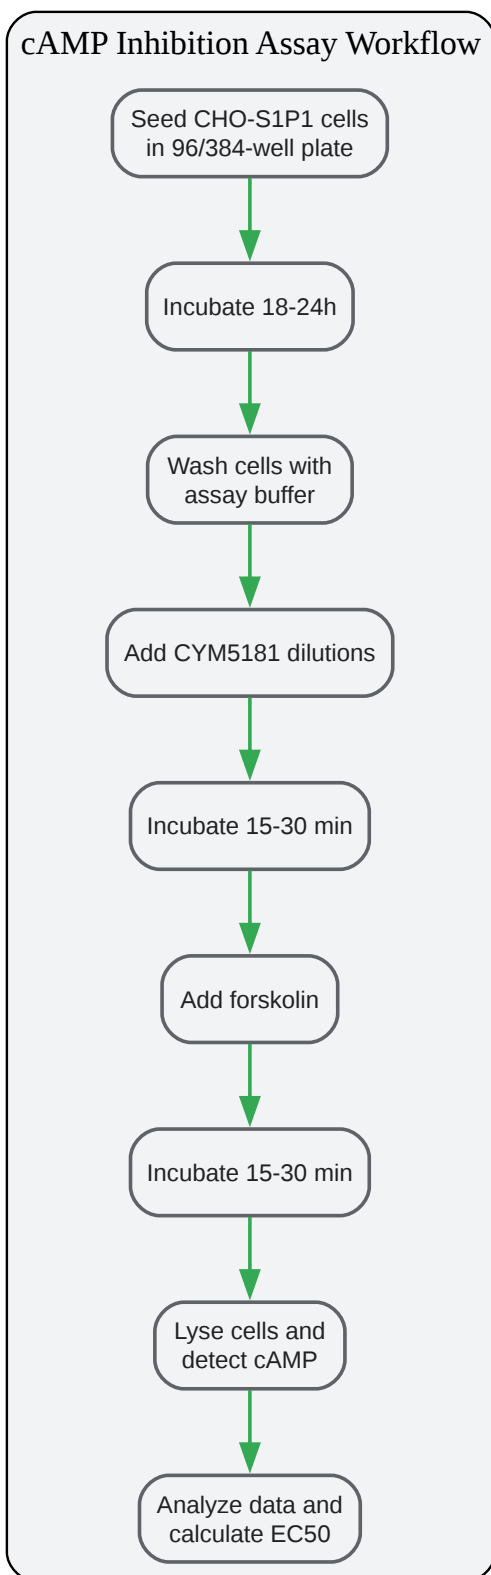 cAMP Inhibition Assay Workflow
Seed CHO-S1P1 cells
in 96/384-well plate
Incubate 18-24h
Wash cells with
assay buffer
Add CYM5181 dilutions
Incubate 15-30 min
Add forskolin
Incubate 15-30 min
Lyse cells and
detect cAMP
Analyze data and
calculate EC50